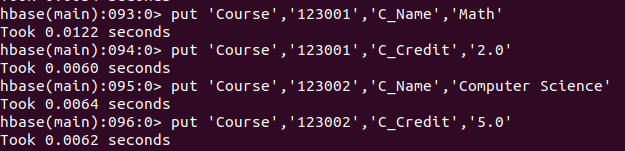 hbase(main):093:0> put 'Course','123001','C_Name','Math'
Took 0.0122 seconds
hbase(main):094:0> put 'Course','123001','C_Credit','2.0'
Took 0.0060 seconds
hbase(main):095:0> put 'Course','123002','C_Name','Computer Science'
Took 0.0064 seconds
hbase(main):096:0> put 'Course','123002','C_Credit','5.0'
Took 0.0062 seconds